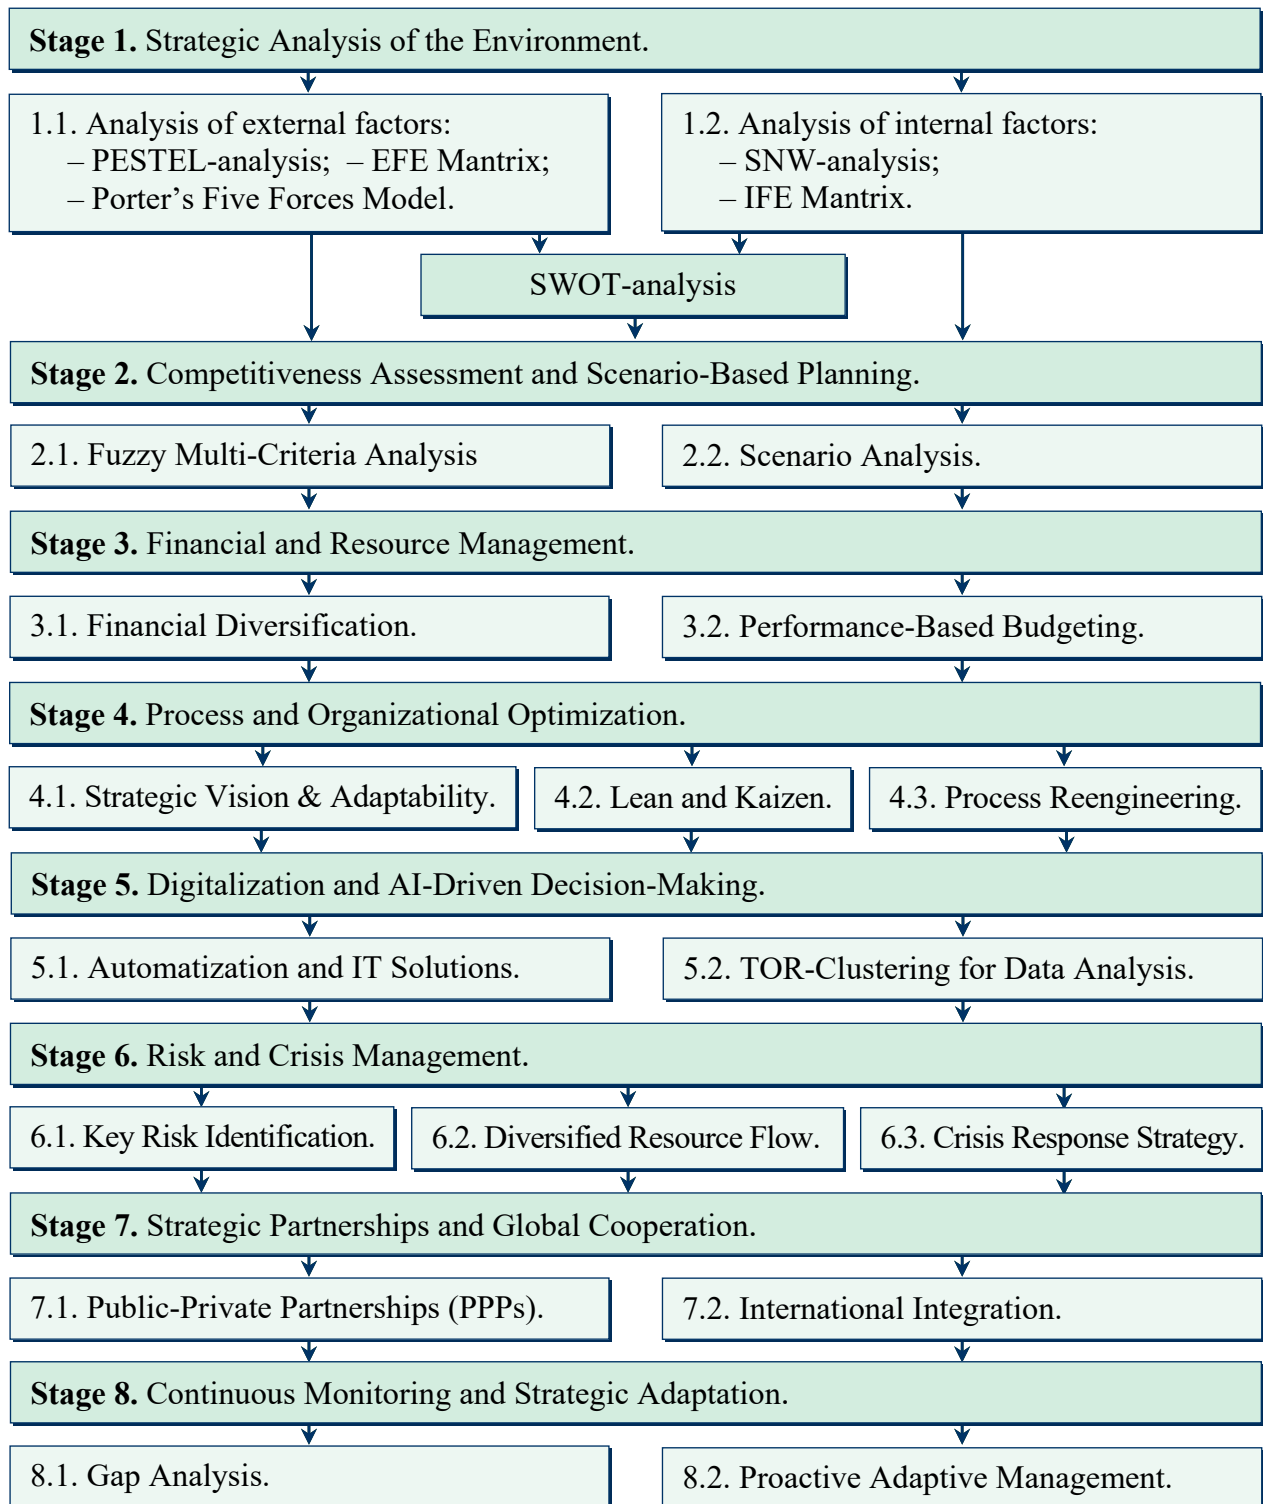 Stage 1. Strategic Analysis of the Environment.
1.1. Analysis of external factors:
– PESTEL-analysis; – EFE Mantrix;
– Porter’s Five Forces Model.
1.2. Analysis of internal factors:
– SNW-analysis;
– IFE Mantrix.
SWOT-analysis
Stage 2. Competitiveness Assessment and Scenario-Based Planning.
2.1. Fuzzy Multi-Criteria Analysis
2.2. Scenario Analysis.
Stage 3. Financial and Resource Management.
3.1. Financial Diversification.
3.2. Performance-Based Budgeting.
Stage 4. Process and Organizational Optimization.
4.1. Strategic Vision & Adaptability.
4.2. Lean and Kaizen.
4.3. Process Reengineering.
Stage 5. Digitalization and AI-Driven Decision-Making.
5.1. Automatization and IT Solutions.
5.2. TOR-Clustering for Data Analysis.
Stage 6. Risk and Crisis Management.
6.1. Key Risk Identification.
6.2. Diversified Resource Flow.
6.3. Crisis Response Strategy.
Stage 7. Strategic Partnerships and Global Cooperation.
7.1. Public-Private Partnerships (PPPs).
7.2. International Integration.
Stage 8. Continuous Monitoring and Strategic Adaptation.
8.1. Gap Analysis.
8.2. Proactive Adaptive Management.